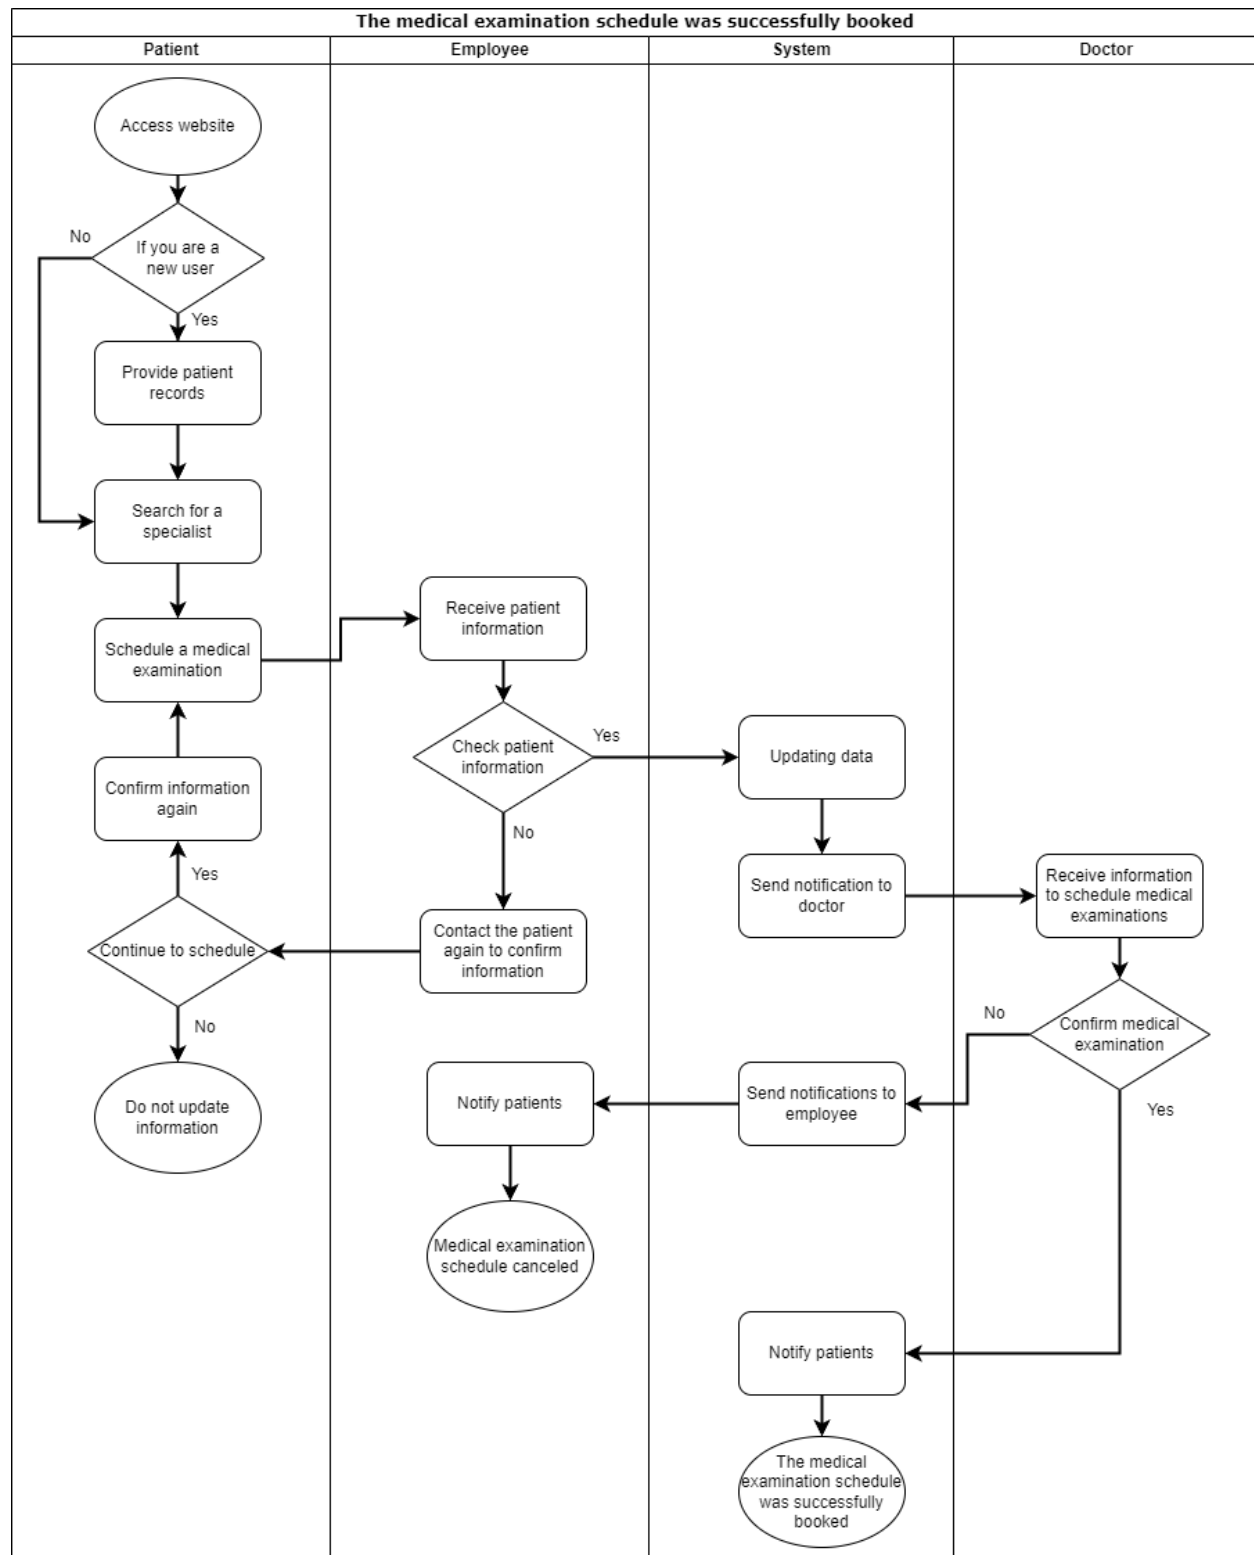 The medical examination schedule was successfully booked
Patient
Employee
System
Doctor
Access website
No
If you are a
new user
Yes
Provide patient
records
Search for a
specialist
Schedule a medical
examination
Receive patient
information
Check patient
information
Yes
Updating data
Confirm information
again
No
Yes
Send notification to
doctor
Receive information
to schedule medical
examinations
Continue to schedule
Contact the patient
again to confirm
information
No
Confirm medical
examination
No
Yes
Do not update
information
Notify patients
Send notifications to
employee
Medical examination
schedule canceled
Notify patients
The medical
examination schedule
was successfully
booked